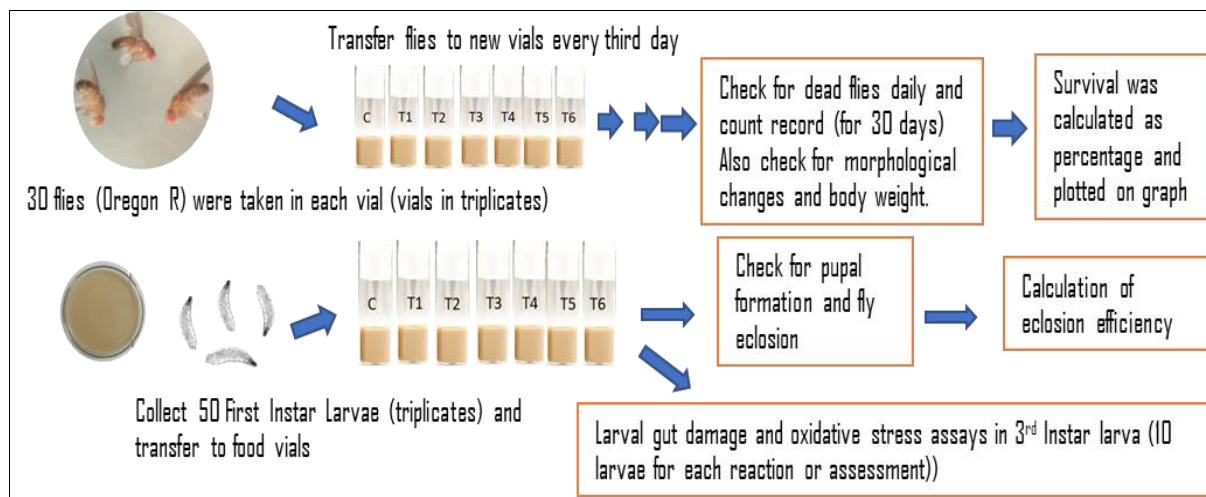 Transfer flies to new vials every third day
C T1 T2 T3 T4 T5 T6
30 flies (Oregon R) were taken in each vial (vials in triplicates)
Check for dead flies daily and
count record (for 30 days)
Also check for morphological
changes and body weight.
Survival was
calculated as
percentage and
plotted on graph
C T1 T2 T3 T4 T5 T6
Collect 50 First Instar Larvae (triplicates) and
transfer to food vials
Check for pupal
formation and fly
eclosion
Calculation of
eclosion efficiency
Larval gut damage and oxidative stress assays in 3rd Instar larva (10
larvae for each reaction or assessment))